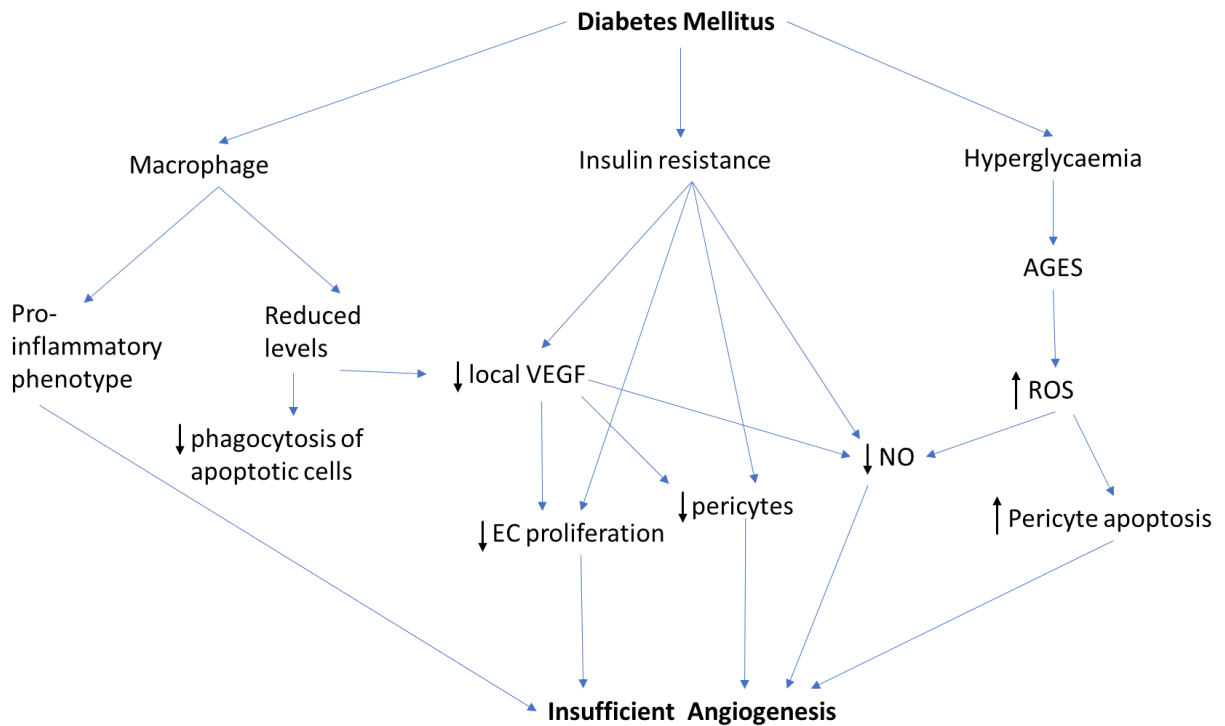 Diabetes Mellitus
Macrophage
Insulin resistance
Hyperglycaemia
AGES
Pro-
inflammatory
phenotype
Reduced
levels
↓ local VEGF
↑ ROS
↓ phagocytosis of
apoptotic cells
↓ NO
↓ pericytes
↑ Pericyte apoptosis
↓ EC proliferation
Insufficient Angiogenesis